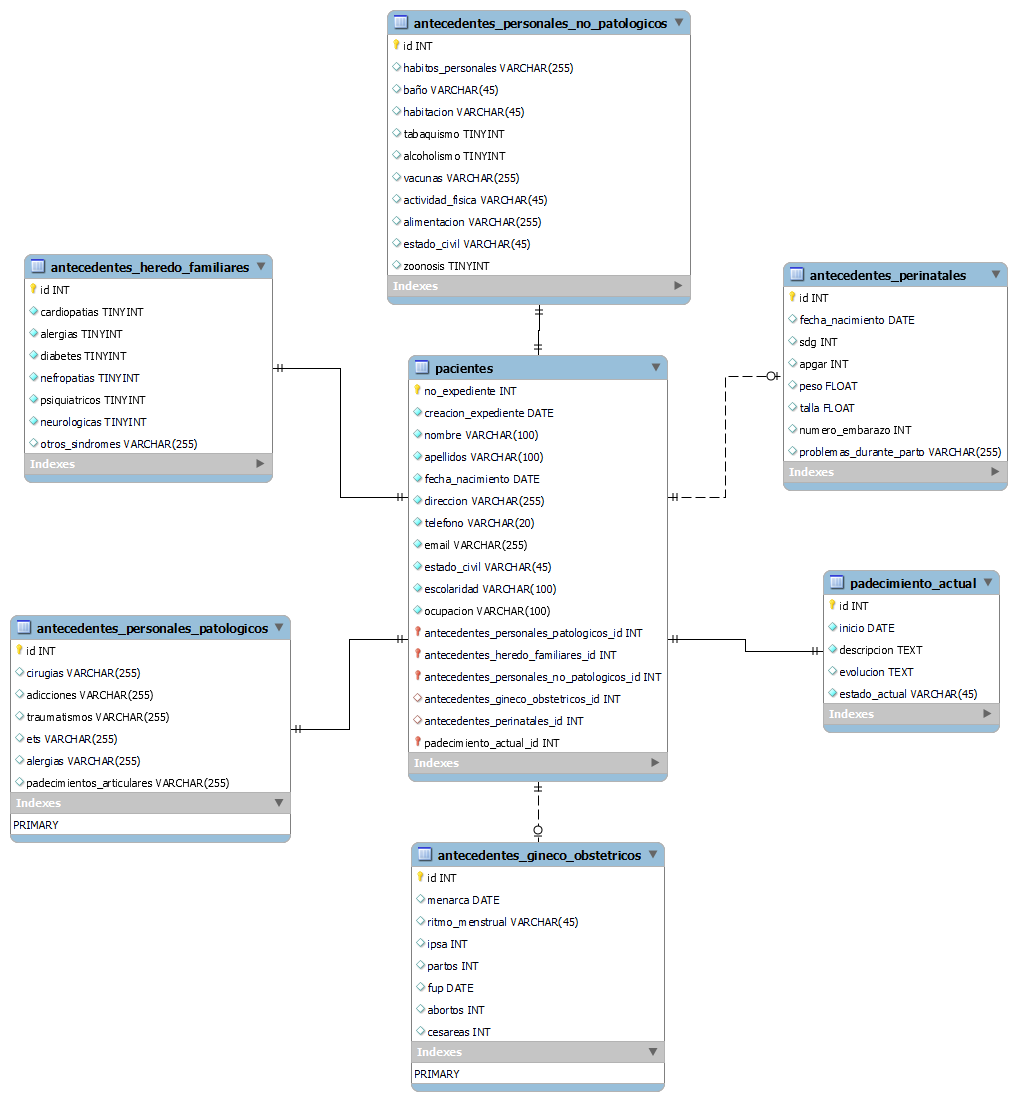 antecedentes_personales_no_patologicos
id INT
habitos_personales VARCHAR(255)
baño VARCHAR(45)
habitacion VARCHAR(45)
tabaquismo TINYINT
alcoholismo TINYINT
vacunas VARCHAR(255)
actividad_fisica VARCHAR(45)
alimentacion VARCHAR(255)
estado_civil VARCHAR(45)
zoonosis TINYINT
Indexes
antecedentes_heredo_familiares
id INT
cardiopatias TINYINT
alergias TINYINT
diabetes TINYINT
nefropatias TINYINT
psiquiatricos TINYINT
neurologicas TINYINT
otros_sindromes VARCHAR(255)
Indexes
antecedentes_perinatales
id INT
fecha_nacimiento DATE
sdg INT
apgar INT
peso FLOAT
talla FLOAT
numero_embarazo INT
problemas_durante_parto VARCHAR(255)
Indexes
pacientes
no_expediente INT
creacion_expediente DATE
nombre VARCHAR(100)
apellidos VARCHAR(100)
fecha_nacimiento DATE
direccion VARCHAR(255)
telefono VARCHAR(20)
email VARCHAR(255)
estado_civil VARCHAR(45)
escolaridad VARCHAR(100)
ocupacion VARCHAR(100)
antecedentes_personales_patologicos_id INT
antecedentes_heredo_familiares_id INT
antecedentes_personales_no_patologicos_id INT
antecedentes_gineco_obstetricos_id INT
antecedentes_perinatales_id INT
padecimiento_actual_id INT
Indexes
padecimiento_actual
id INT
inicio DATE
descripcion TEXT
evolucion TEXT
estado_actual VARCHAR(45)
Indexes
antecedentes_personales_patologicos
id INT
cirugias VARCHAR(255)
adicciones VARCHAR(255)
traumatismos VARCHAR(255)
ets VARCHAR(255)
alergias VARCHAR(255)
padecimientos_articulares VARCHAR(255)
Indexes
PRIMARY
antecedentes_gineco_obstetricos
id INT
menarca DATE
ritmo_menstrual VARCHAR(45)
ipsa INT
partos INT
fup DATE
abortos INT
cesareas INT
Indexes
PRIMARY